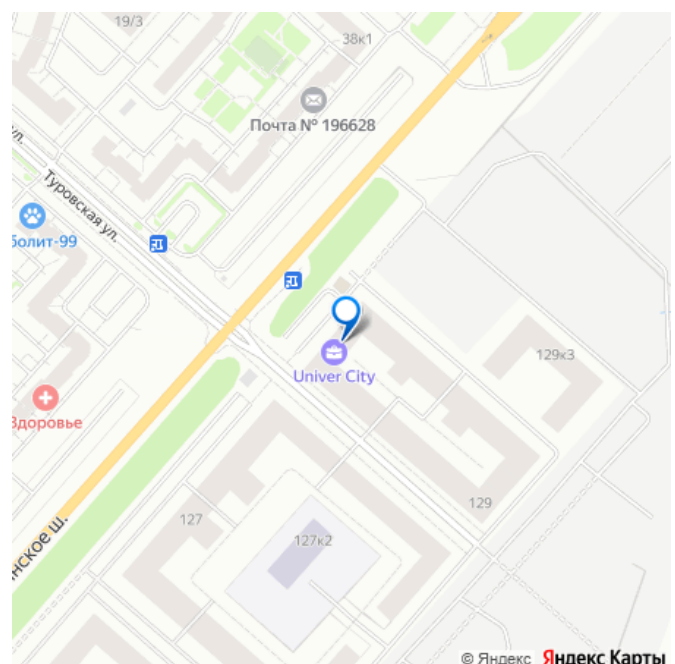 19/3
38к1
Почта № 196628
ул.
Туровская ул.
болит-99
129к3
Univer City
Здоровье
129
127
127к2
нское ш.
© Яндекс Яндекс Карты